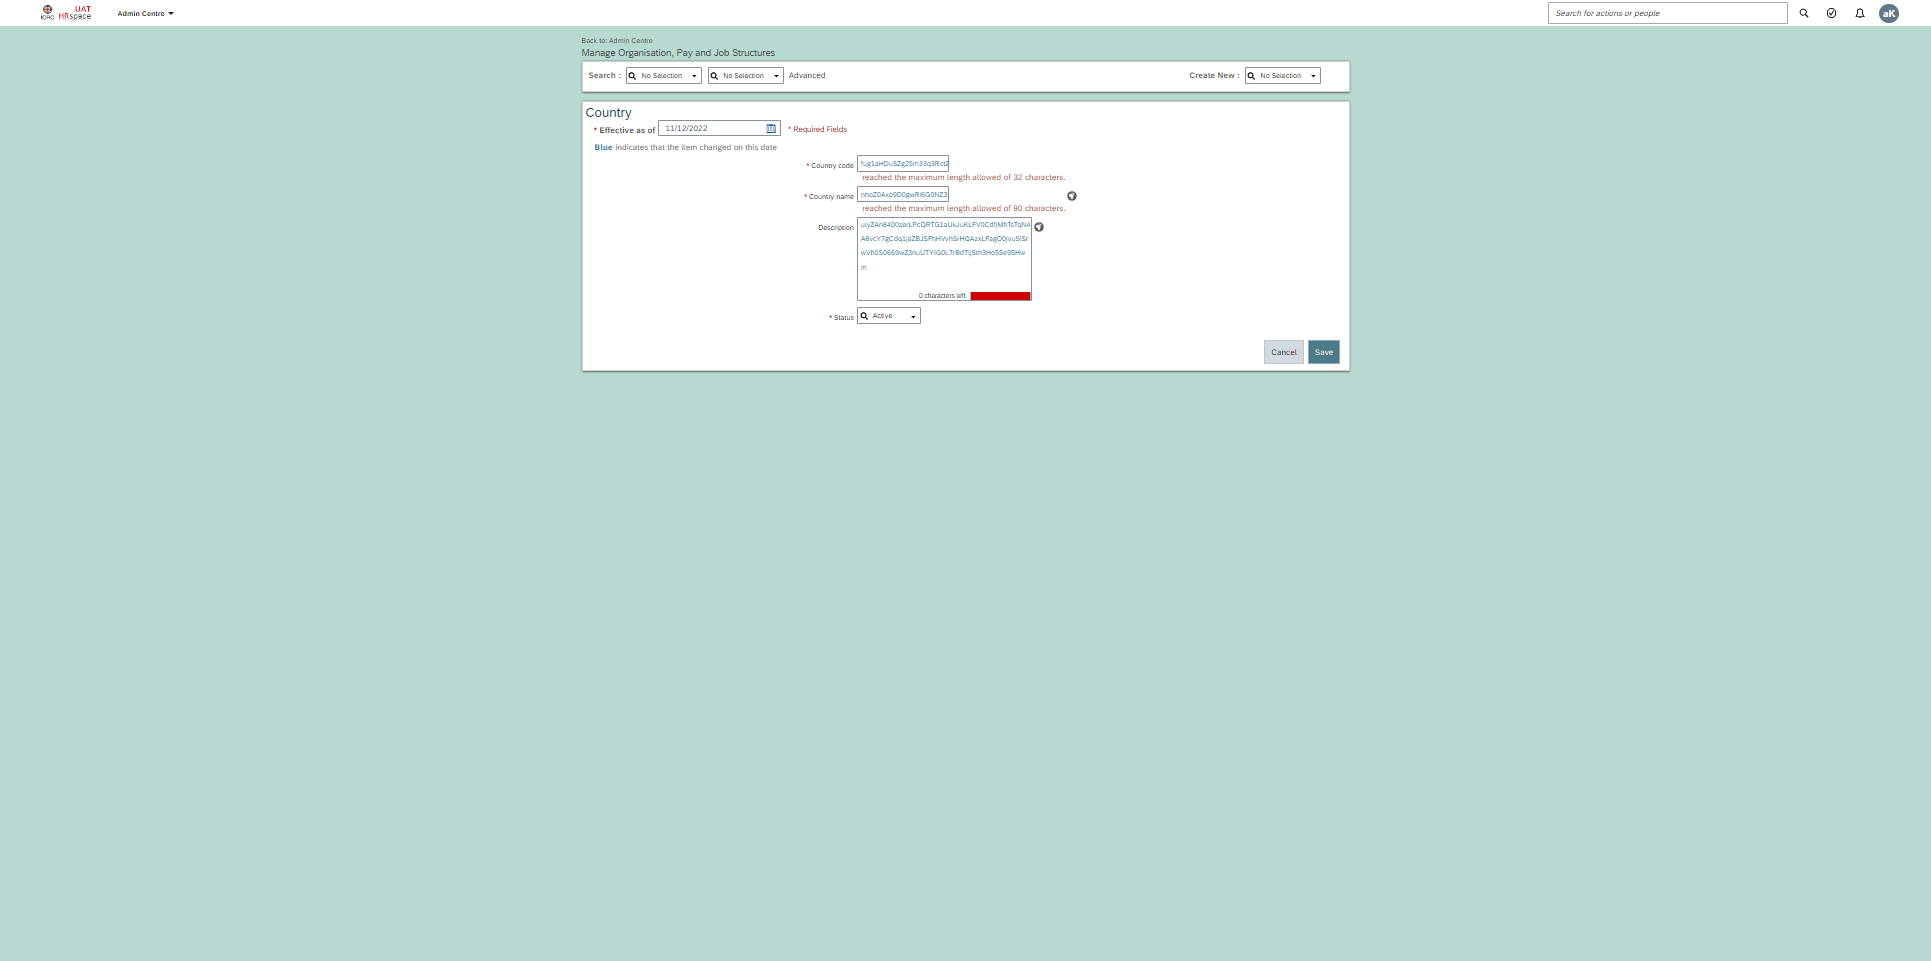 ICRC
UAT
HRspace
Admin Centre
Search for actions or people
aK
Back to: Admin Centre
Manage Organisation, Pay and Job Structures
Search :
No Selection
No Selection
Advanced
Create New :
No Selection
Country
* Effective as of
11/12/2022
* Required Fields
Blue indicates that the item changed on this date
* Country code
reached the maximum length allowed of 32 characters.
* Country name
reached the maximum length allowed of 90 characters.
Description
m
0 characters left
* Status
Active
Cancel
Save